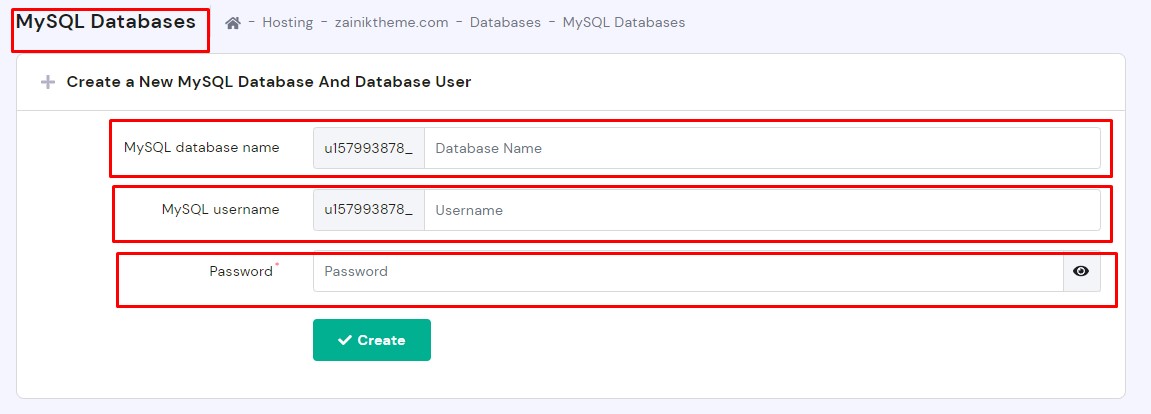 MySQL Databases - Hosting - zainiktheme.com - Databases - MySQL Databases
Create a New MySQL Database And Database User
MySQL database name u157993878_ Database Name
MySQL username u157993878_ Username
Password* Password
Create